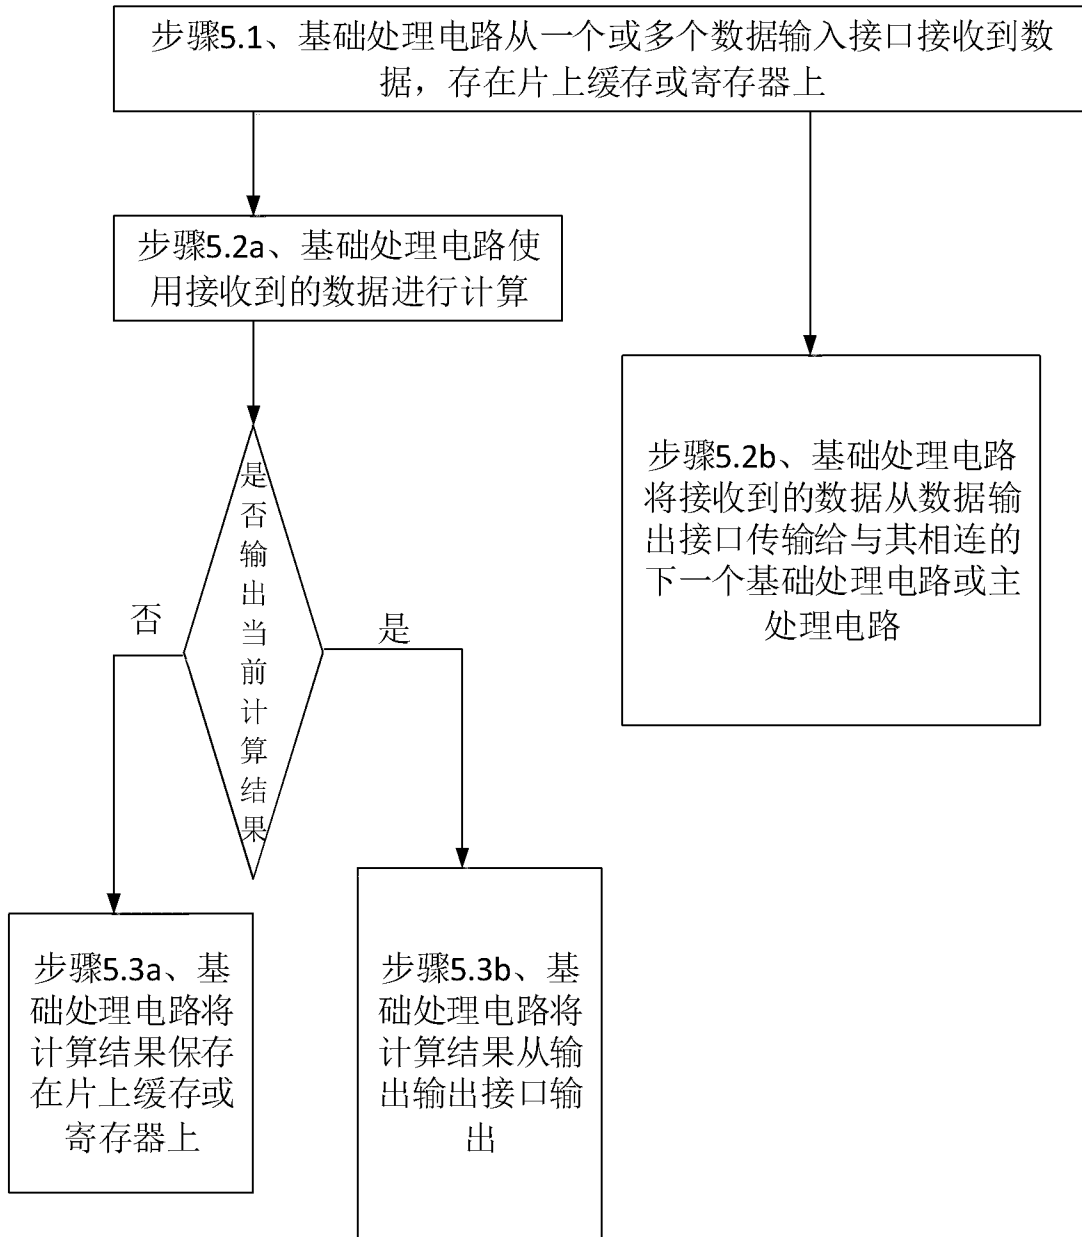 步骤5.1、基础处理电路从一个或多个数据输入接口接收到数
据，存在片上缓存或寄存器上
步骤5.2a、基础处理电路使
用接收到的数据进行计算
步骤5.2b、基础处理电路
将接收到的数据从数据输
出接口传输给与其相连的
下一个基础处理电路或主
处理电路
是否输出当前计算结果
否
是
步骤5.3a、基
础处理电路将
计算结果保存
在片上缓存或
寄存器上
步骤5.3b、基
础处理电路将
计算结果从输
出输出接口输
出